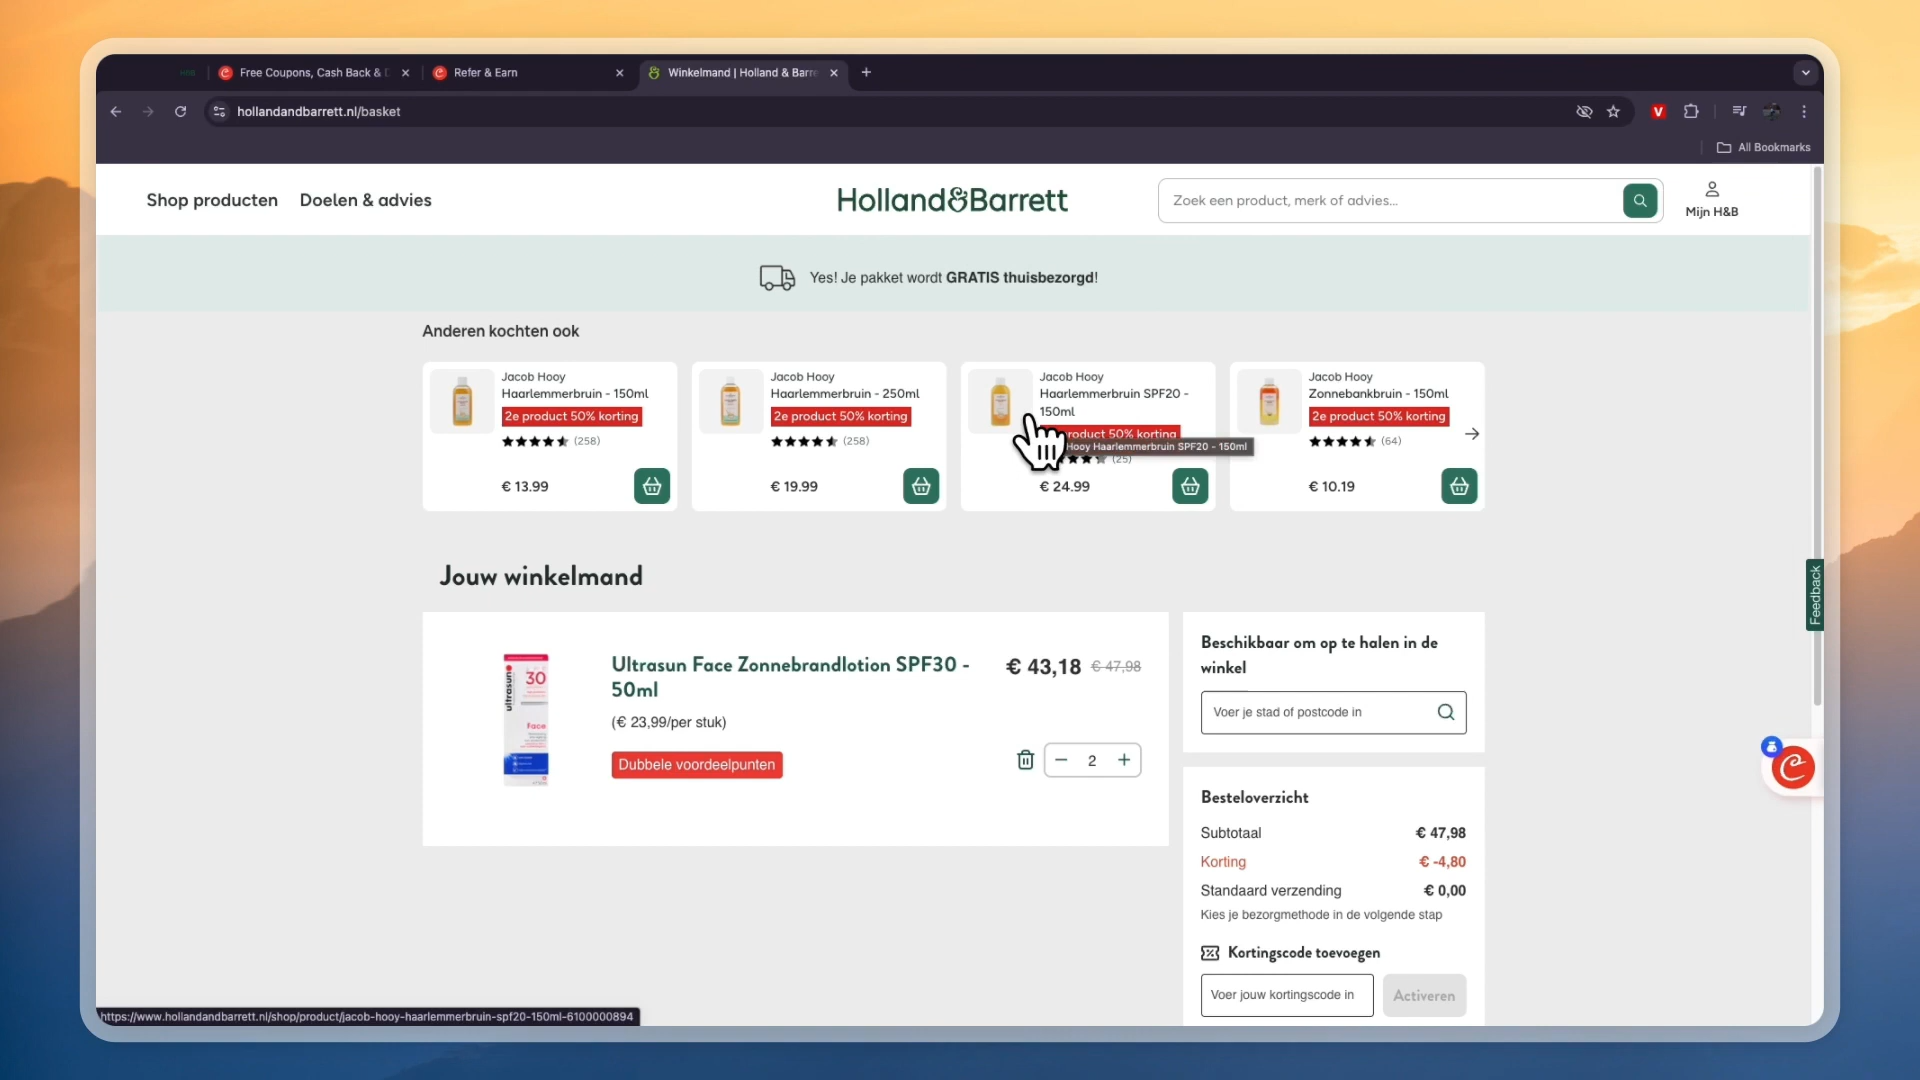 H&B
Free Coupons, Cash Back &
Refer & Earn
Winkelmand | Holland & Barre
hollandandbarrett.nl/basket
All Bookmarks
Shop producten
Doelen & advies
Holland&Barrett
Zoek een product, merk of advies...
Mijn H&B
Yes! Je pakket wordt GRATIS thuisbezorgd!
Anderen kochten ook
Jacob Hooy
Haarlemmerbruin - 150ml
2e product 50% korting
(258)
€ 13.99
Jacob Hooy
Haarlemmerbruin - 250ml
2e product 50% korting
(258)
€ 19.99
Jacob Hooy
Haarlemmerbruin SPF20 -
150ml
product 50% korting
Hooy Haarlemmerbruin SPF20 - 150ml
(25)
€ 24.99
Jacob Hooy
Zonnebankbruin - 150ml
2e product 50% korting
(64)
€ 10.19
Jouw winkelmand
ultrasun
30
Face
Ultrasun Face Zonnebrandlotion SPF30 -
50ml
(€ 23,99/per stuk)
Dubbele voordeelpunten
€ 43,18 € 47,98
2
Beschikbaar om op te halen in de
winkel
Voer je stad of postcode in
Besteloverzicht
Subtotaal € 47,98
Korting € -4,80
Standaard verzending € 0,00
Kies je bezorgmethode in de volgende stap
Kortingscode toevoegen
Voer jouw kortingscode in
Activeren
Feedback
https://www.hollandandbarrett.nl/shop/product/jacob-hooy-haarlemmerbruin-spf20-150ml-6100000894